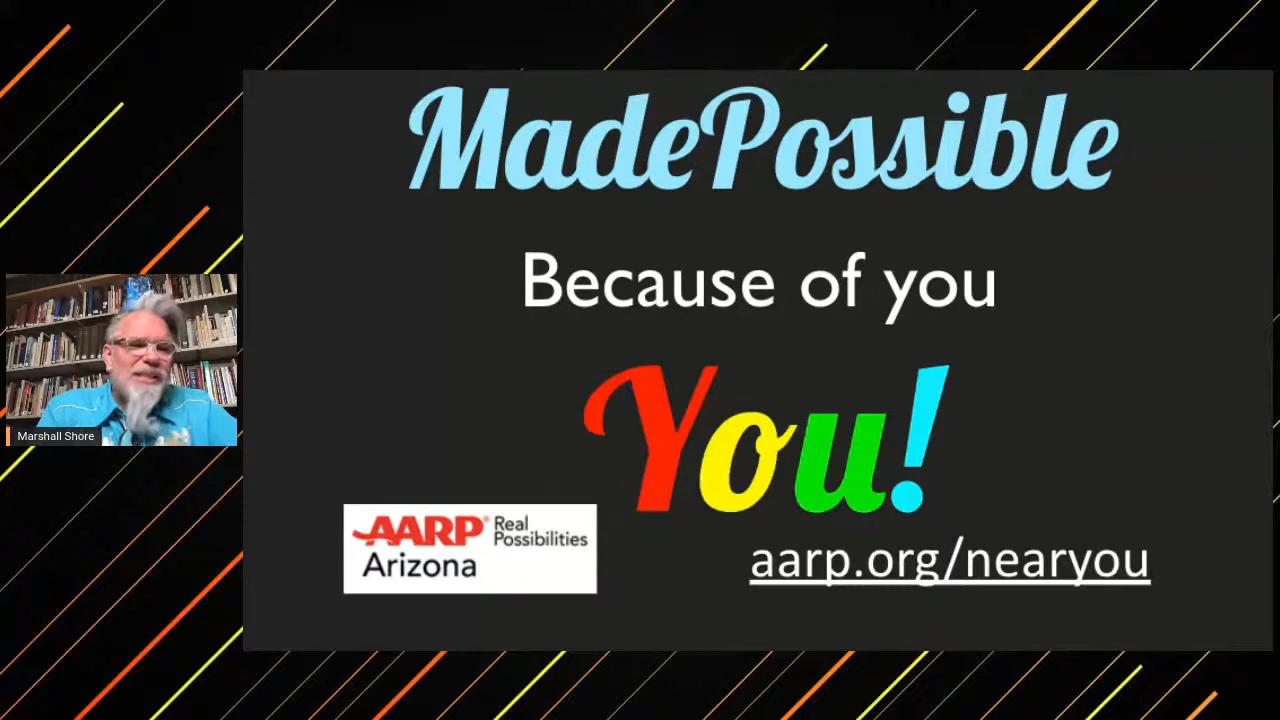 MadePossible
Because of you
You!
AARP® Real Possibilities
Arizona
aarp.org/nearyou
Marshall Shore